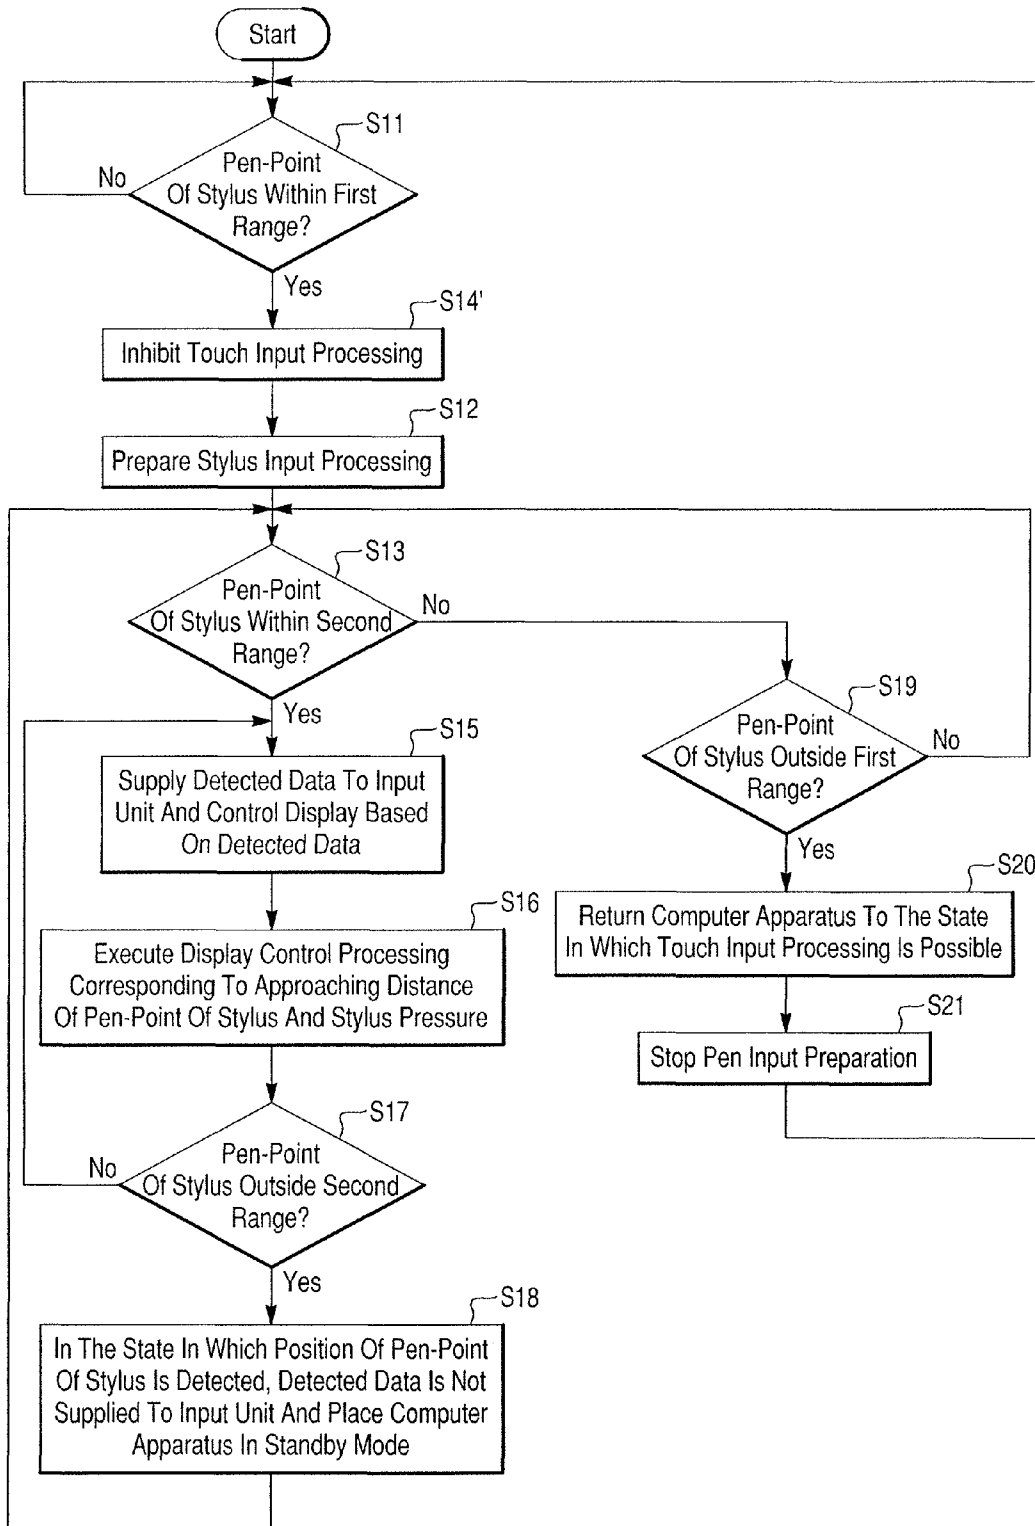 Start
S11
Pen-Point
Of Stylus Within First
Range?
No
Yes
S14'
Inhibit Touch Input Processing
S12
Prepare Stylus Input Processing
S13
Pen-Point
Of Stylus Within Second
Range?
No
Yes
S19
Pen-Point
Of Stylus Outside First
Range?
No
Yes
S15
Supply Detected Data To Input
Unit And Control Display Based
On Detected Data
S20
Return Computer Apparatus To The State
In Which Touch Input Processing Is Possible
S16
Execute Display Control Processing
Corresponding To Approaching Distance
Of Pen-Point Of Stylus And Stylus Pressure
S21
Stop Pen Input Preparation
S17
Pen-Point
Of Stylus Outside Second
Range?
No
Yes
S18
In The State In Which Position Of Pen-Point
Of Stylus Is Detected, Detected Data Is Not
Supplied To Input Unit And Place Computer
Apparatus In Standby Mode